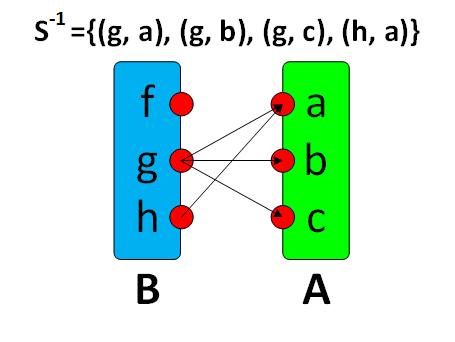 S⁻¹={(g, a), (g, b), (g, c), (h, a)}
f a
g b
h c
B A